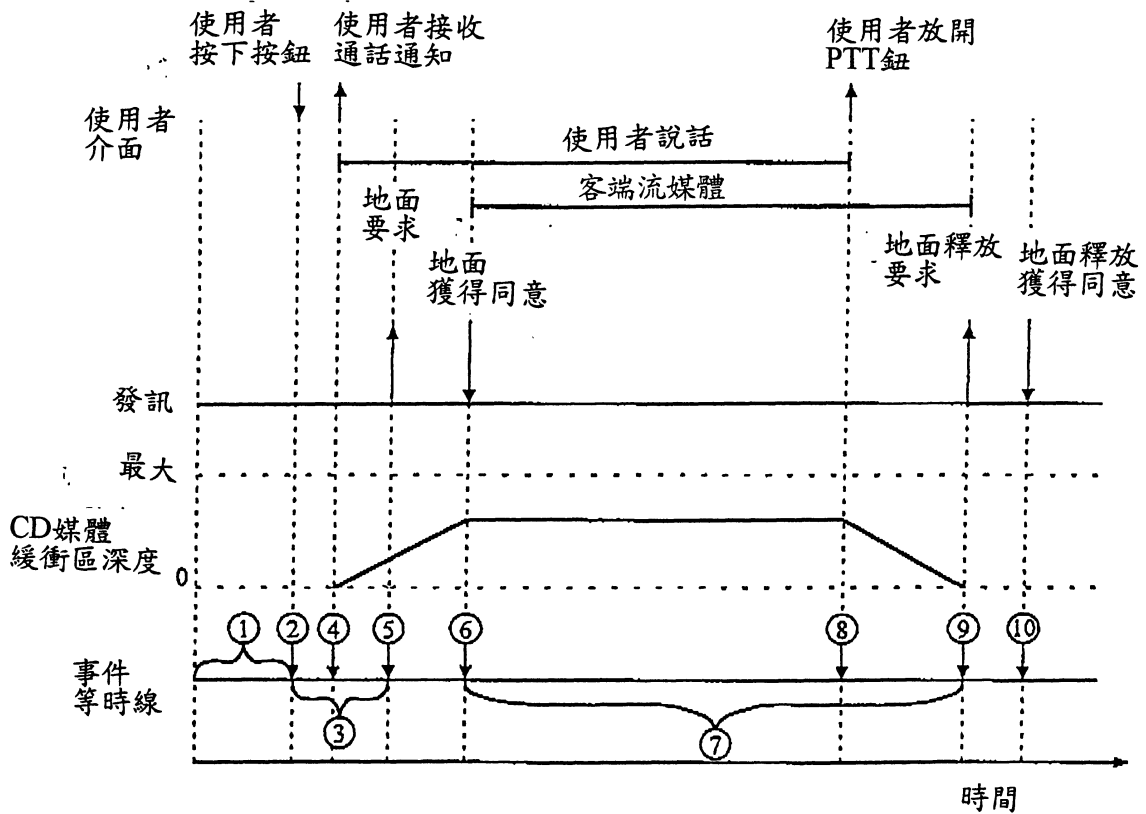 使用者
按下按鈕
使用者接收
通話通知
使用者放開
PTT鈕
使用者
介面
使用者說話
客端流媒體
地面
要求
地面
獲得同意
地面釋放
要求
地面釋放
獲得同意
發訊
最大
CD媒體
緩衝區深度
0
① ② ④ ⑤ ⑥ ⑧ ⑨ ⑩
事件
等時線
③
⑦
時間